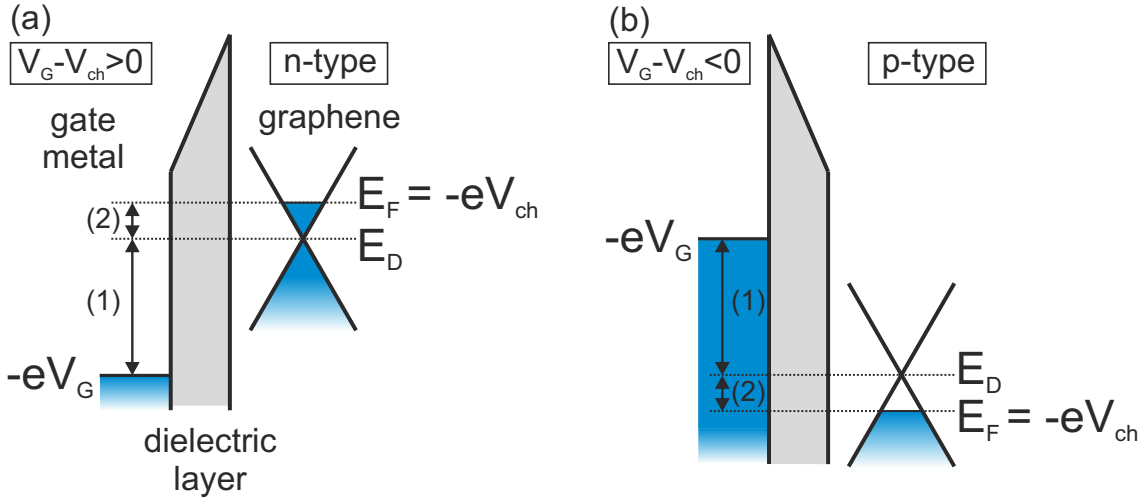 (a)
V_G-V_ch>0
n-type
gate
metal
graphene
(2)
E_F = -eV_ch
E_D
(1)
-eV_G
dielectric
layer
(b)
V_G-V_ch<0
p-type
-eV_G
(1)
E_D
(2)
E_F = -eV_ch